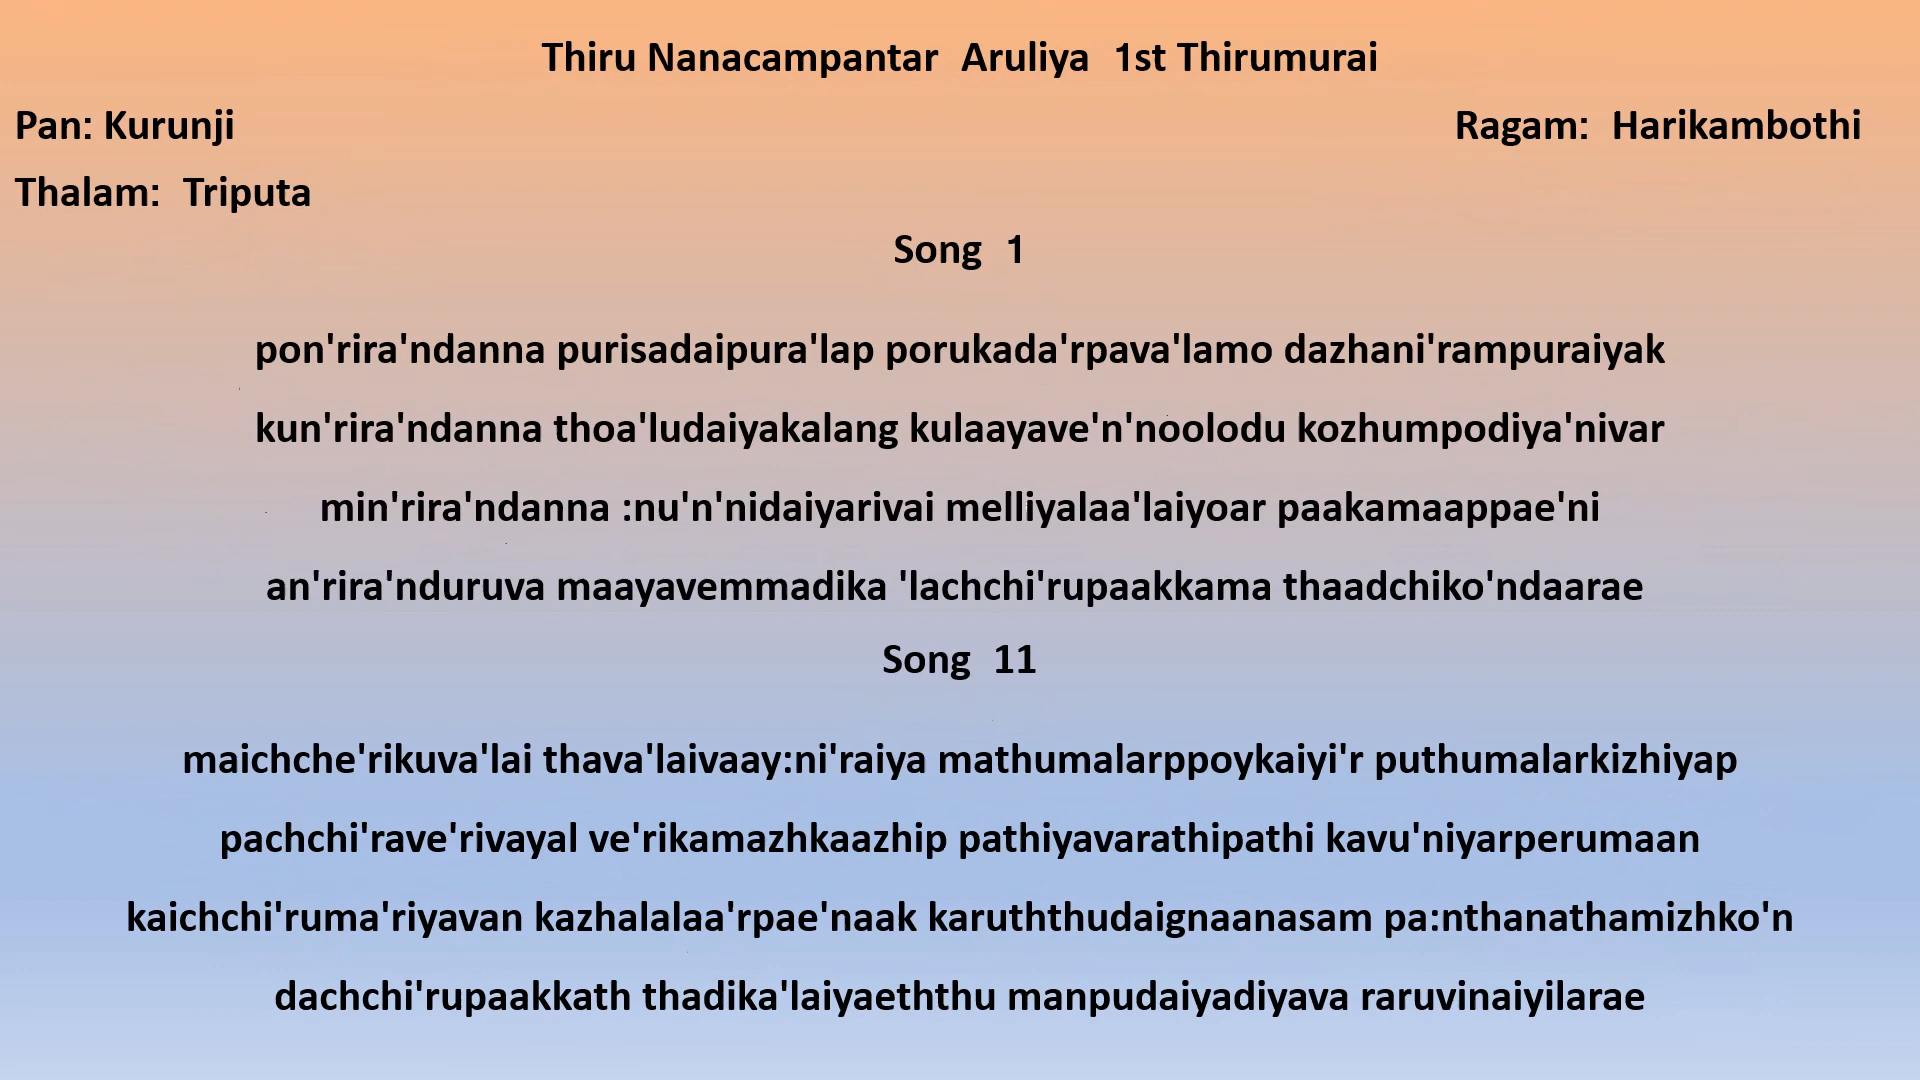 Thiru Nanacampantar Aruliya 1st Thirumurai
Pan: Kurunji Ragam: Harikambothi
Thalam: Triputa
Song 1
pon'rira'ndanna purisadaipura'lap porukada'rpava'lamo dazhani'rampuraiyak
kun'rira'ndanna thoa'ludaiyakalang kulaayave'n'noolodu kozhumpodiya'nivar
min'rira'ndanna :nu'n'nidaiyarivai melliyalaa'laiyoar paakamaappae'ni
an'rira'nduruva maayavemmadika 'lachchi'rupaakkama thaadchiko'ndaarae
Song 11
maichche'rikuva'lai thava'laivaay:ni'raiya mathumalarppoykaiyi'r puthumalarkizhiyap
pachchi'rave'rivayal ve'rikamazhkaazhip pathiyavarathipathi kavu'niyarperumaan
kaichchi'ruma'riyavan kazhalalaa'rpae'naak karuththudaignaanasam pa:nthanathamizhko'n
dachchi'rupaakkath thadika'laiyaeththu manpudaiyadiyava raruvinaiyilarae